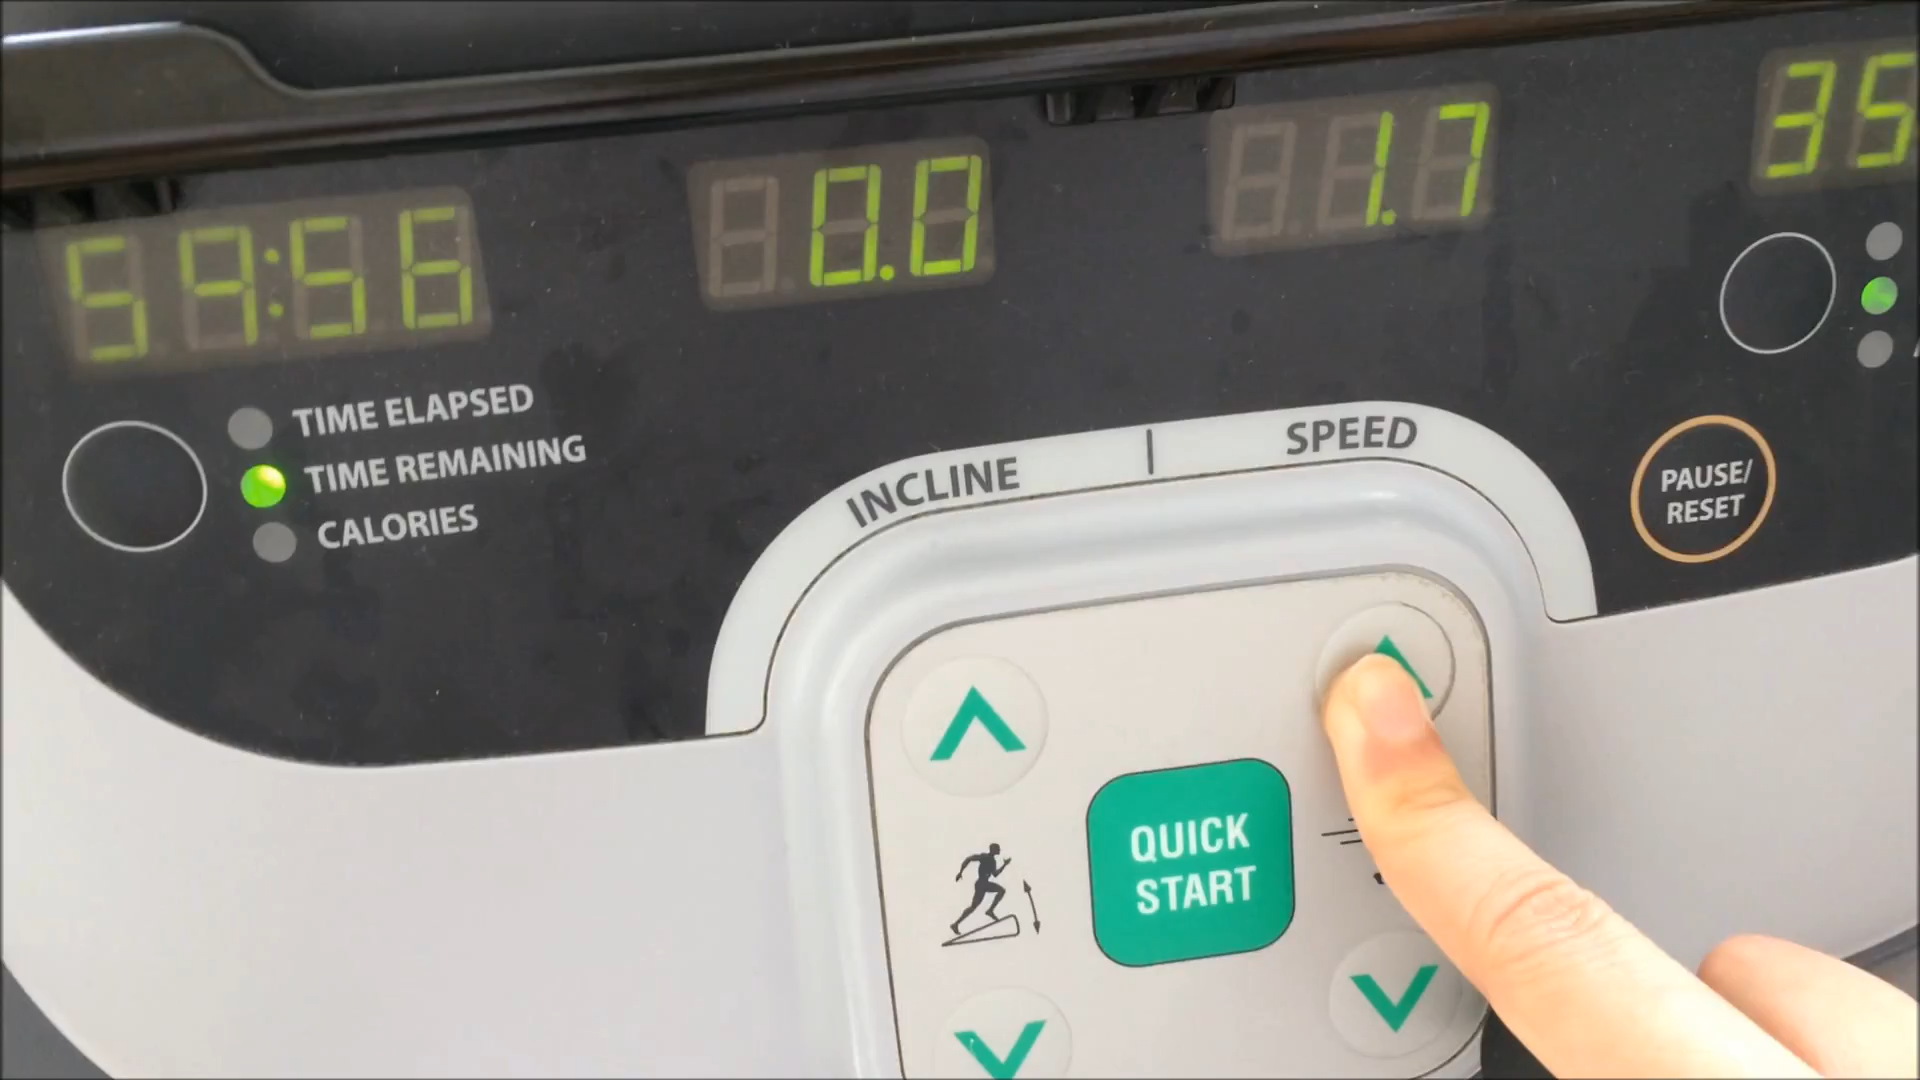 59:56
0.0
1.7
35
TIME ELAPSED
TIME REMAINING
CALORIES
INCLINE | SPEED
PAUSE/
RESET
QUICK
START